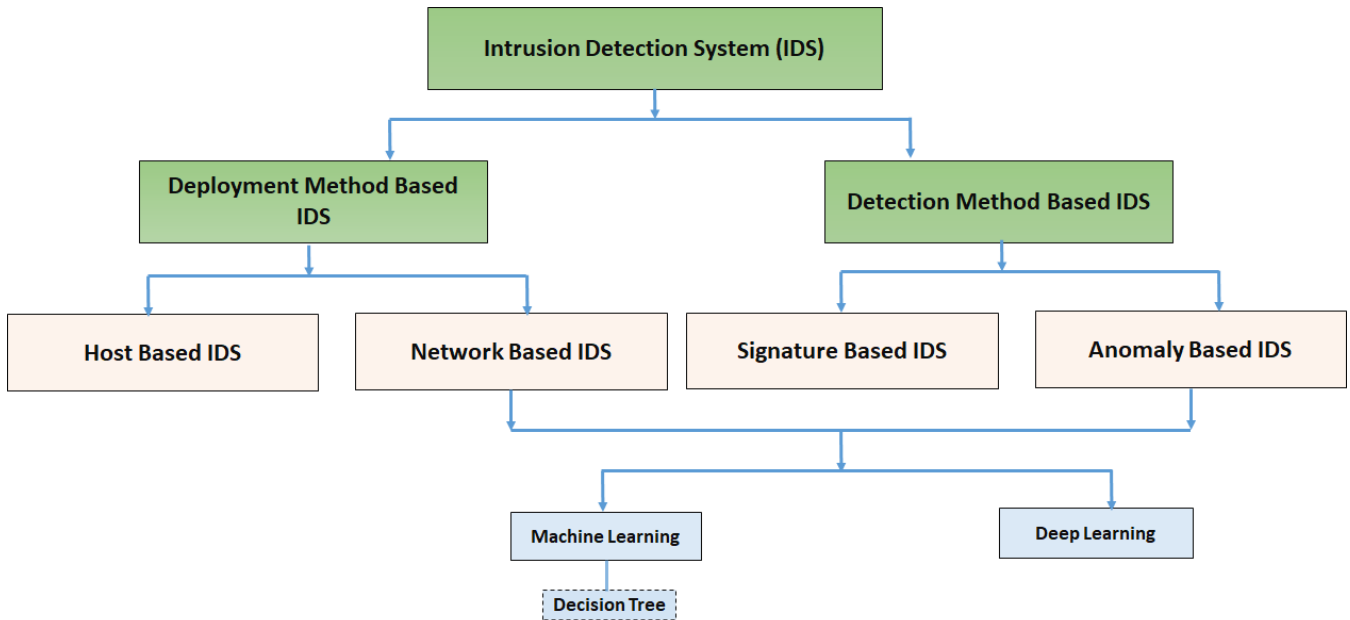 Intrusion Detection System (IDS)
Deployment Method Based
IDS
Detection Method Based IDS
Host Based IDS
Network Based IDS
Signature Based IDS
Anomaly Based IDS
Machine Learning
Deep Learning
Decision Tree